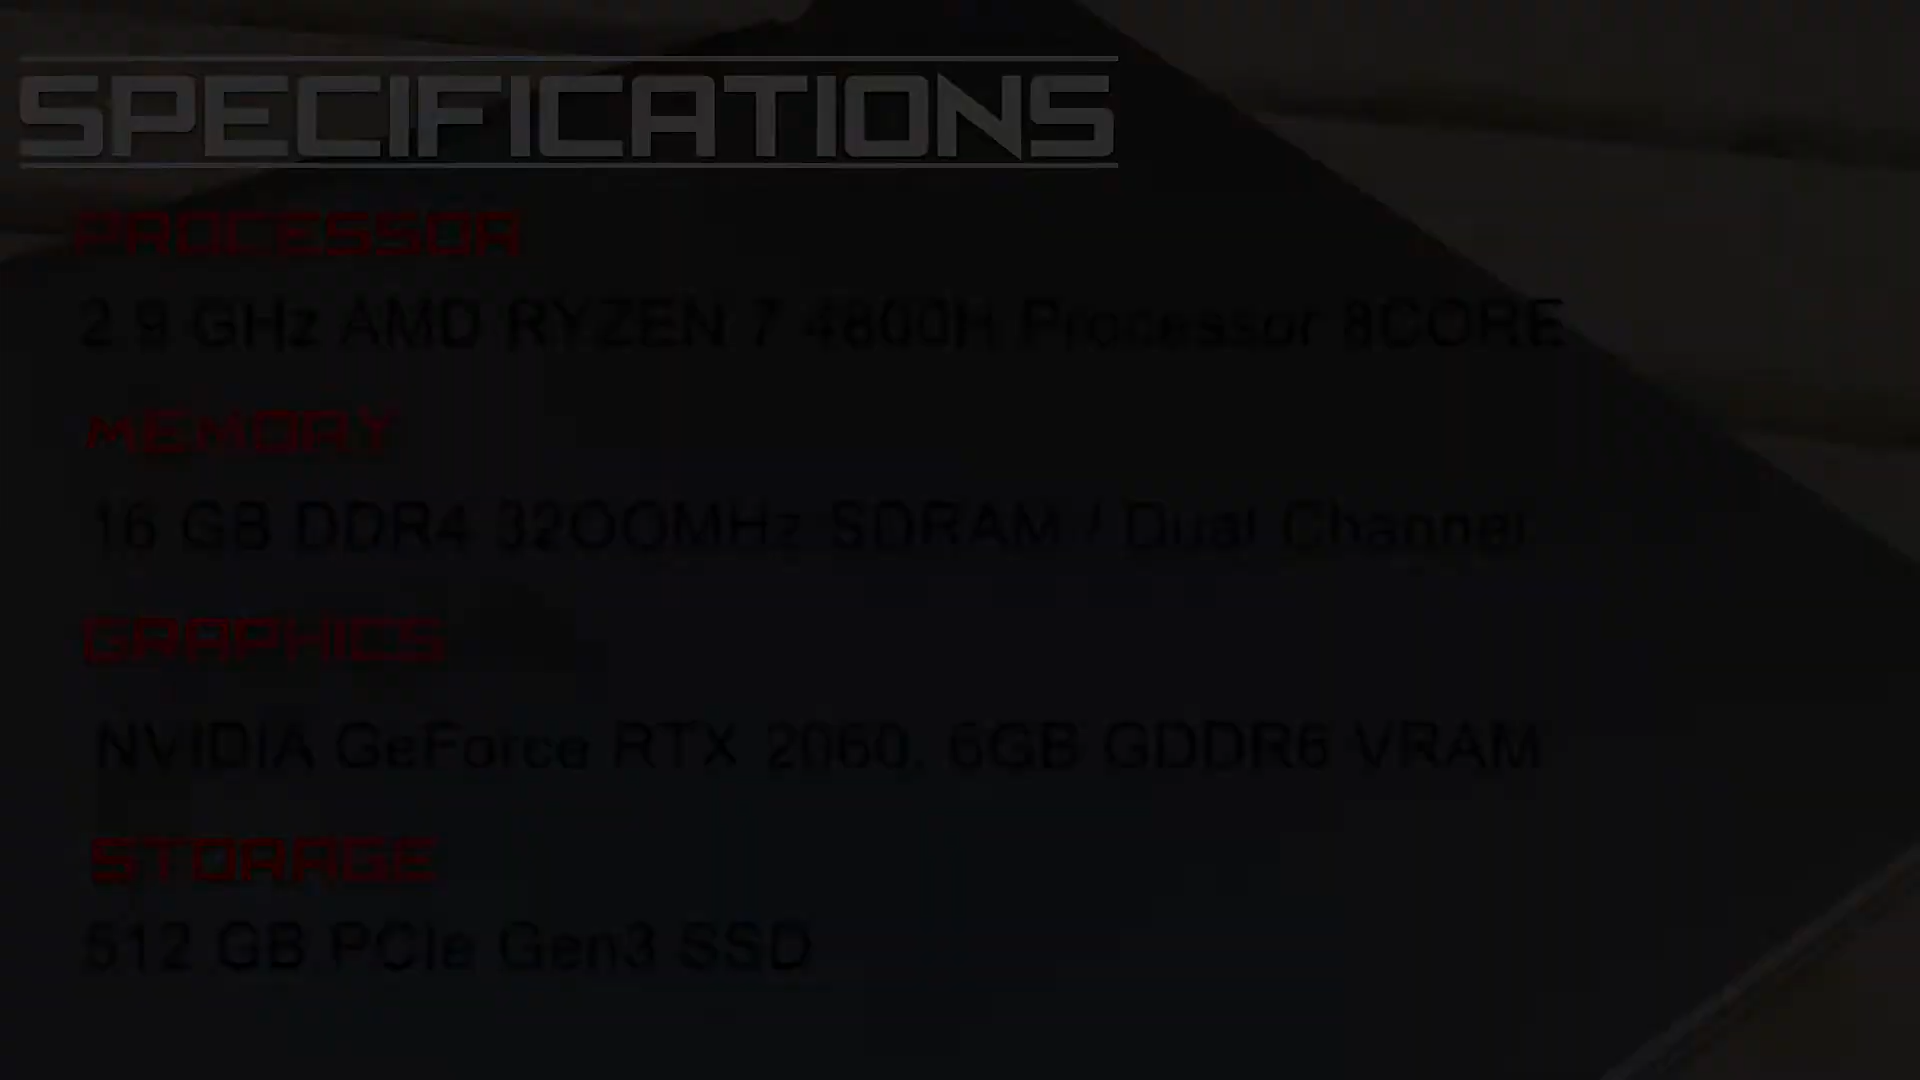 SPECIFICATIONS
PROCESSOR
2.9 GHz AMD RYZEN 7 4800H Processor 8CORE
MEMORY
16 GB DDR4 32OOMHz SDRAM / Dual Channel
GRAPHICS
NVIDIA GeForce RTX 2060, 6GB GDDR6 VRAM
STORAGE
512 GB PCIe Gen3 SSD